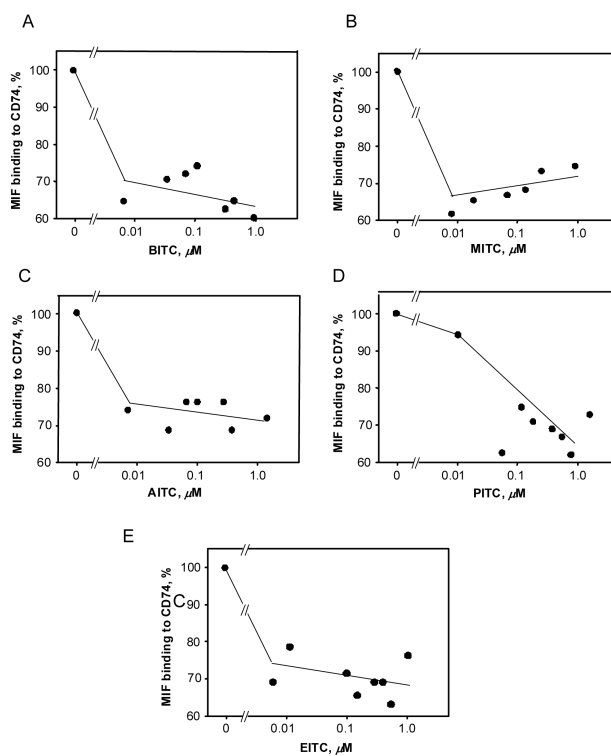 A
MIF binding to CD74, %
100
90
80
70
60
0
0.01
0.1
1.0
BITC, μM
B
MIF binding to CD74, %
100
90
80
70
60
0
0.01
0.1
1.0
MITC, μM
C
MIF binding to CD74, %
100
90
80
70
60
0
0.01
0.1
1.0
AITC, μM
D
MIF binding to CD74, %
100
90
80
70
60
0
0.01
0.1
1.0
PITC, μM
E
MIF binding to CD74, %
C
100
90
80
70
60
0
0.01
0.1
1.0
EITC, μM